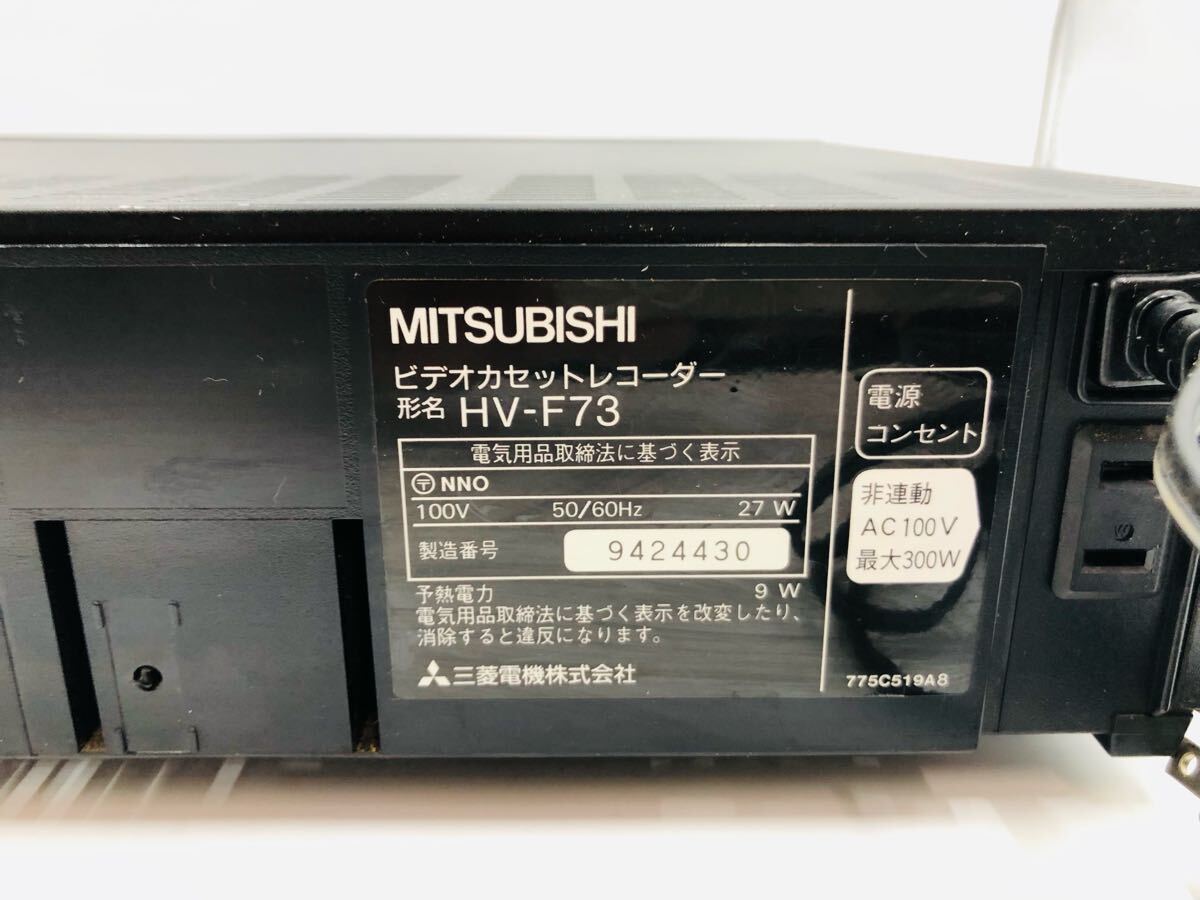 MITSUBISHI
ビデオカセットレコーダー
形名 HV-F73
電気用品取締法に基づく表示
〒 NNO
100V 50/60Hz 27 W
製造番号 9424430
予熱電力 9 W
電気用品取締法に基づく表示を改変したり、
消除すると違反になります。
三菱電機株式会社
電源
コンセント
非連動
AC100V
最大300W
775C519A8
W